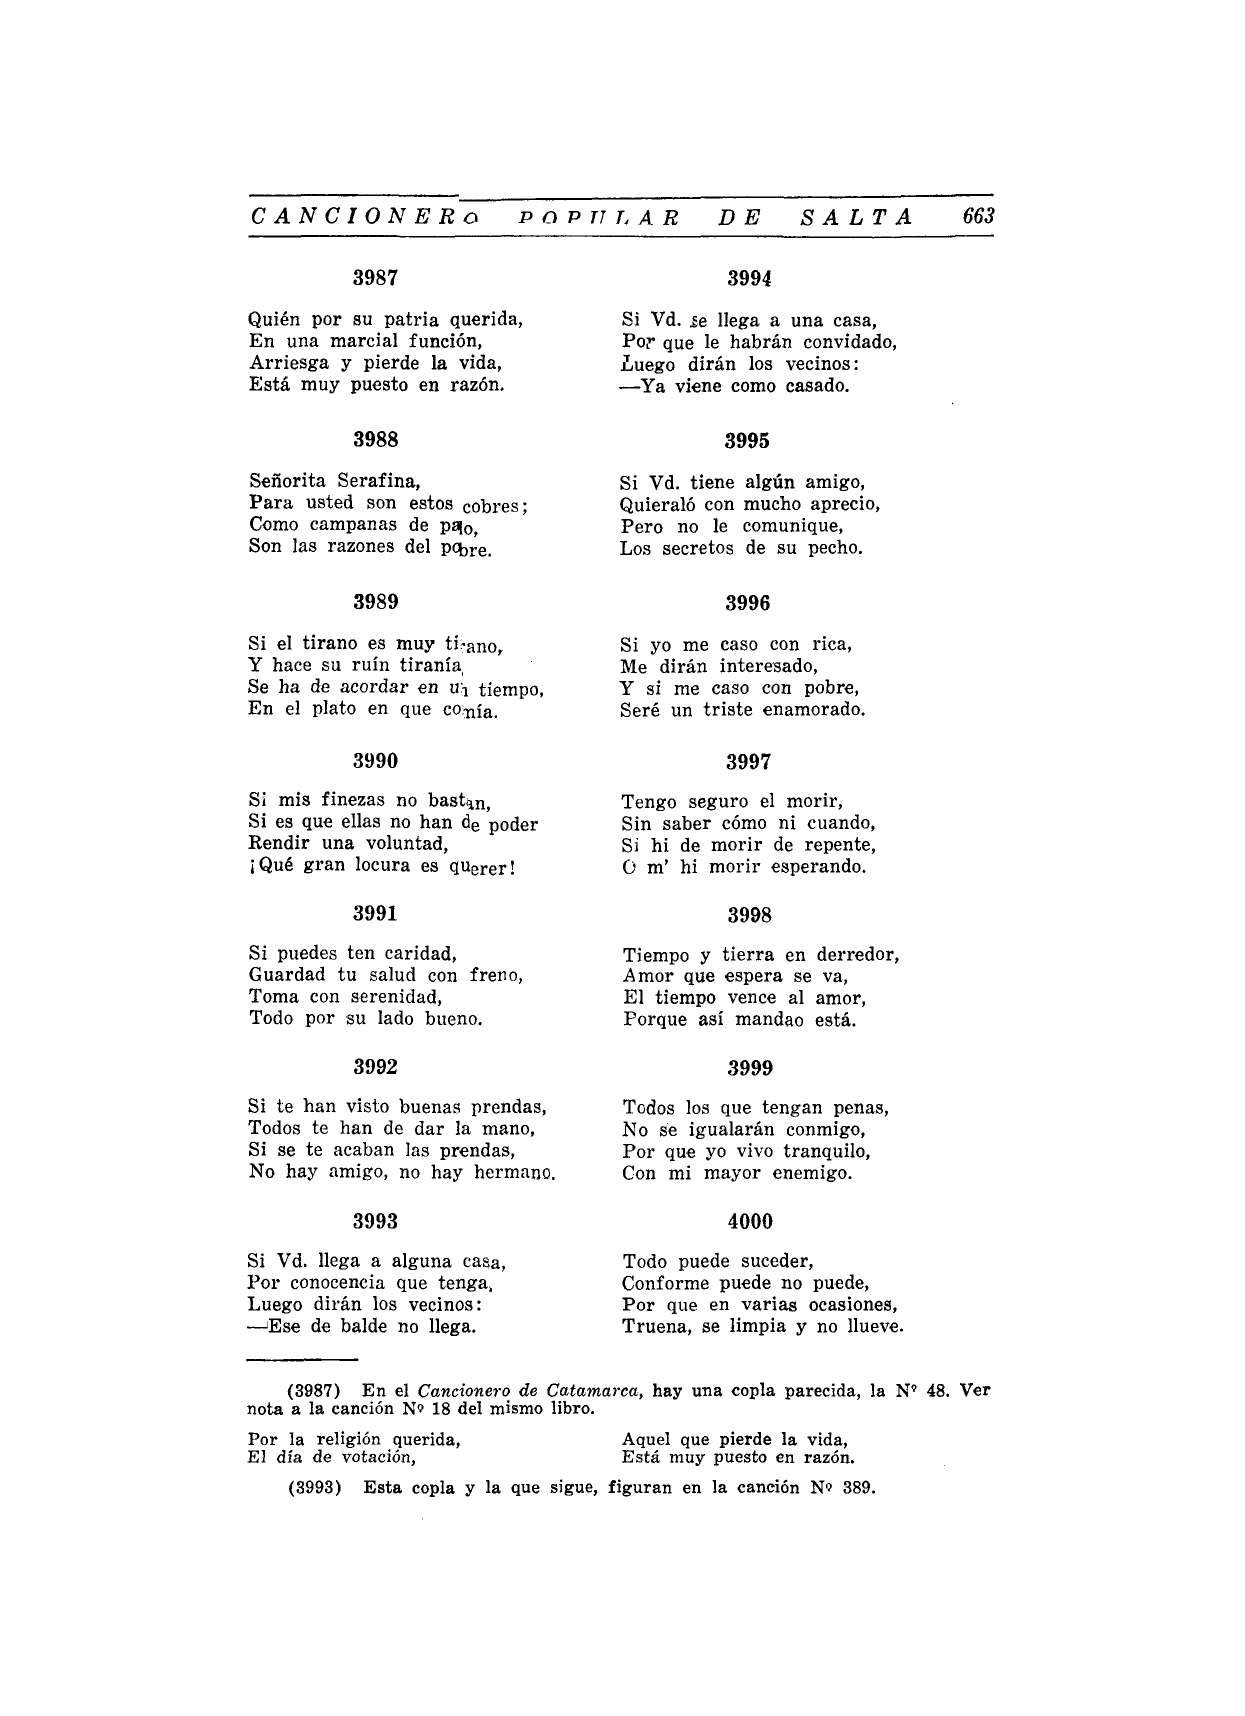 CANCIONERO POPULAR DE SALTA 663
3987
Quién por su patria querida,
En una marcial función,
Arriesga y pierde la vida,
Está muy puesto en razón.
3988
Señorita Serafina,
Para usted son estos cobres;
Como campanas de palo,
Son las razones del pobre.
3989
Si el tirano es muy tirano,
Y hace su ruín tiranía,
Se ha de acordar en un tiempo,
En el plato en que comía.
3990
Si mis finezas no bastan,
Si es que ellas no han de poder
Rendir una voluntad,
¡Qué gran locura es querer!
3991
Si puedes ten caridad,
Guardad tu salud con freno,
Toma con serenidad,
Todo por su lado bueno.
3992
Si te han visto buenas prendas,
Todos te han de dar la mano,
Si se te acaban las prendas,
No hay amigo, no hay hermano.
3993
Si Vd. llega a alguna casa,
Por conocencia que tenga,
Luego dirán los vecinos:
—Ese de balde no llega.
3994
Si Vd. se llega a una casa,
Por que le habrán convidado,
Luego dirán los vecinos:
—Ya viene como casado.
3995
Si Vd. tiene algún amigo,
Quieraló con mucho aprecio,
Pero no le comunique,
Los secretos de su pecho.
3996
Si yo me caso con rica,
Me dirán interesado,
Y si me caso con pobre,
Seré un triste enamorado.
3997
Tengo seguro el morir,
Sin saber cómo ni cuando,
Si hi de morir de repente,
O m' hi morir esperando.
3998
Tiempo y tierra en derredor,
Amor que espera se va,
El tiempo vence al amor,
Porque así mandao está.
3999
Todos los que tengan penas,
No se igualarán conmigo,
Por que yo vivo tranquilo,
Con mi mayor enemigo.
4000
Todo puede suceder,
Conforme puede no puede,
Por que en varias ocasiones,
Truena, se limpia y no llueve.
(3987) En el Cancionero de Catamarca, hay una copla parecida, la Nº 48. Ver
nota a la canción Nº 18 del mismo libro.
Por la religión querida,
El día de votación,
Aquel que pierde la vida,
Está muy puesto en razón.
(3993) Esta copla y la que sigue, figuran en la canción Nº 389.